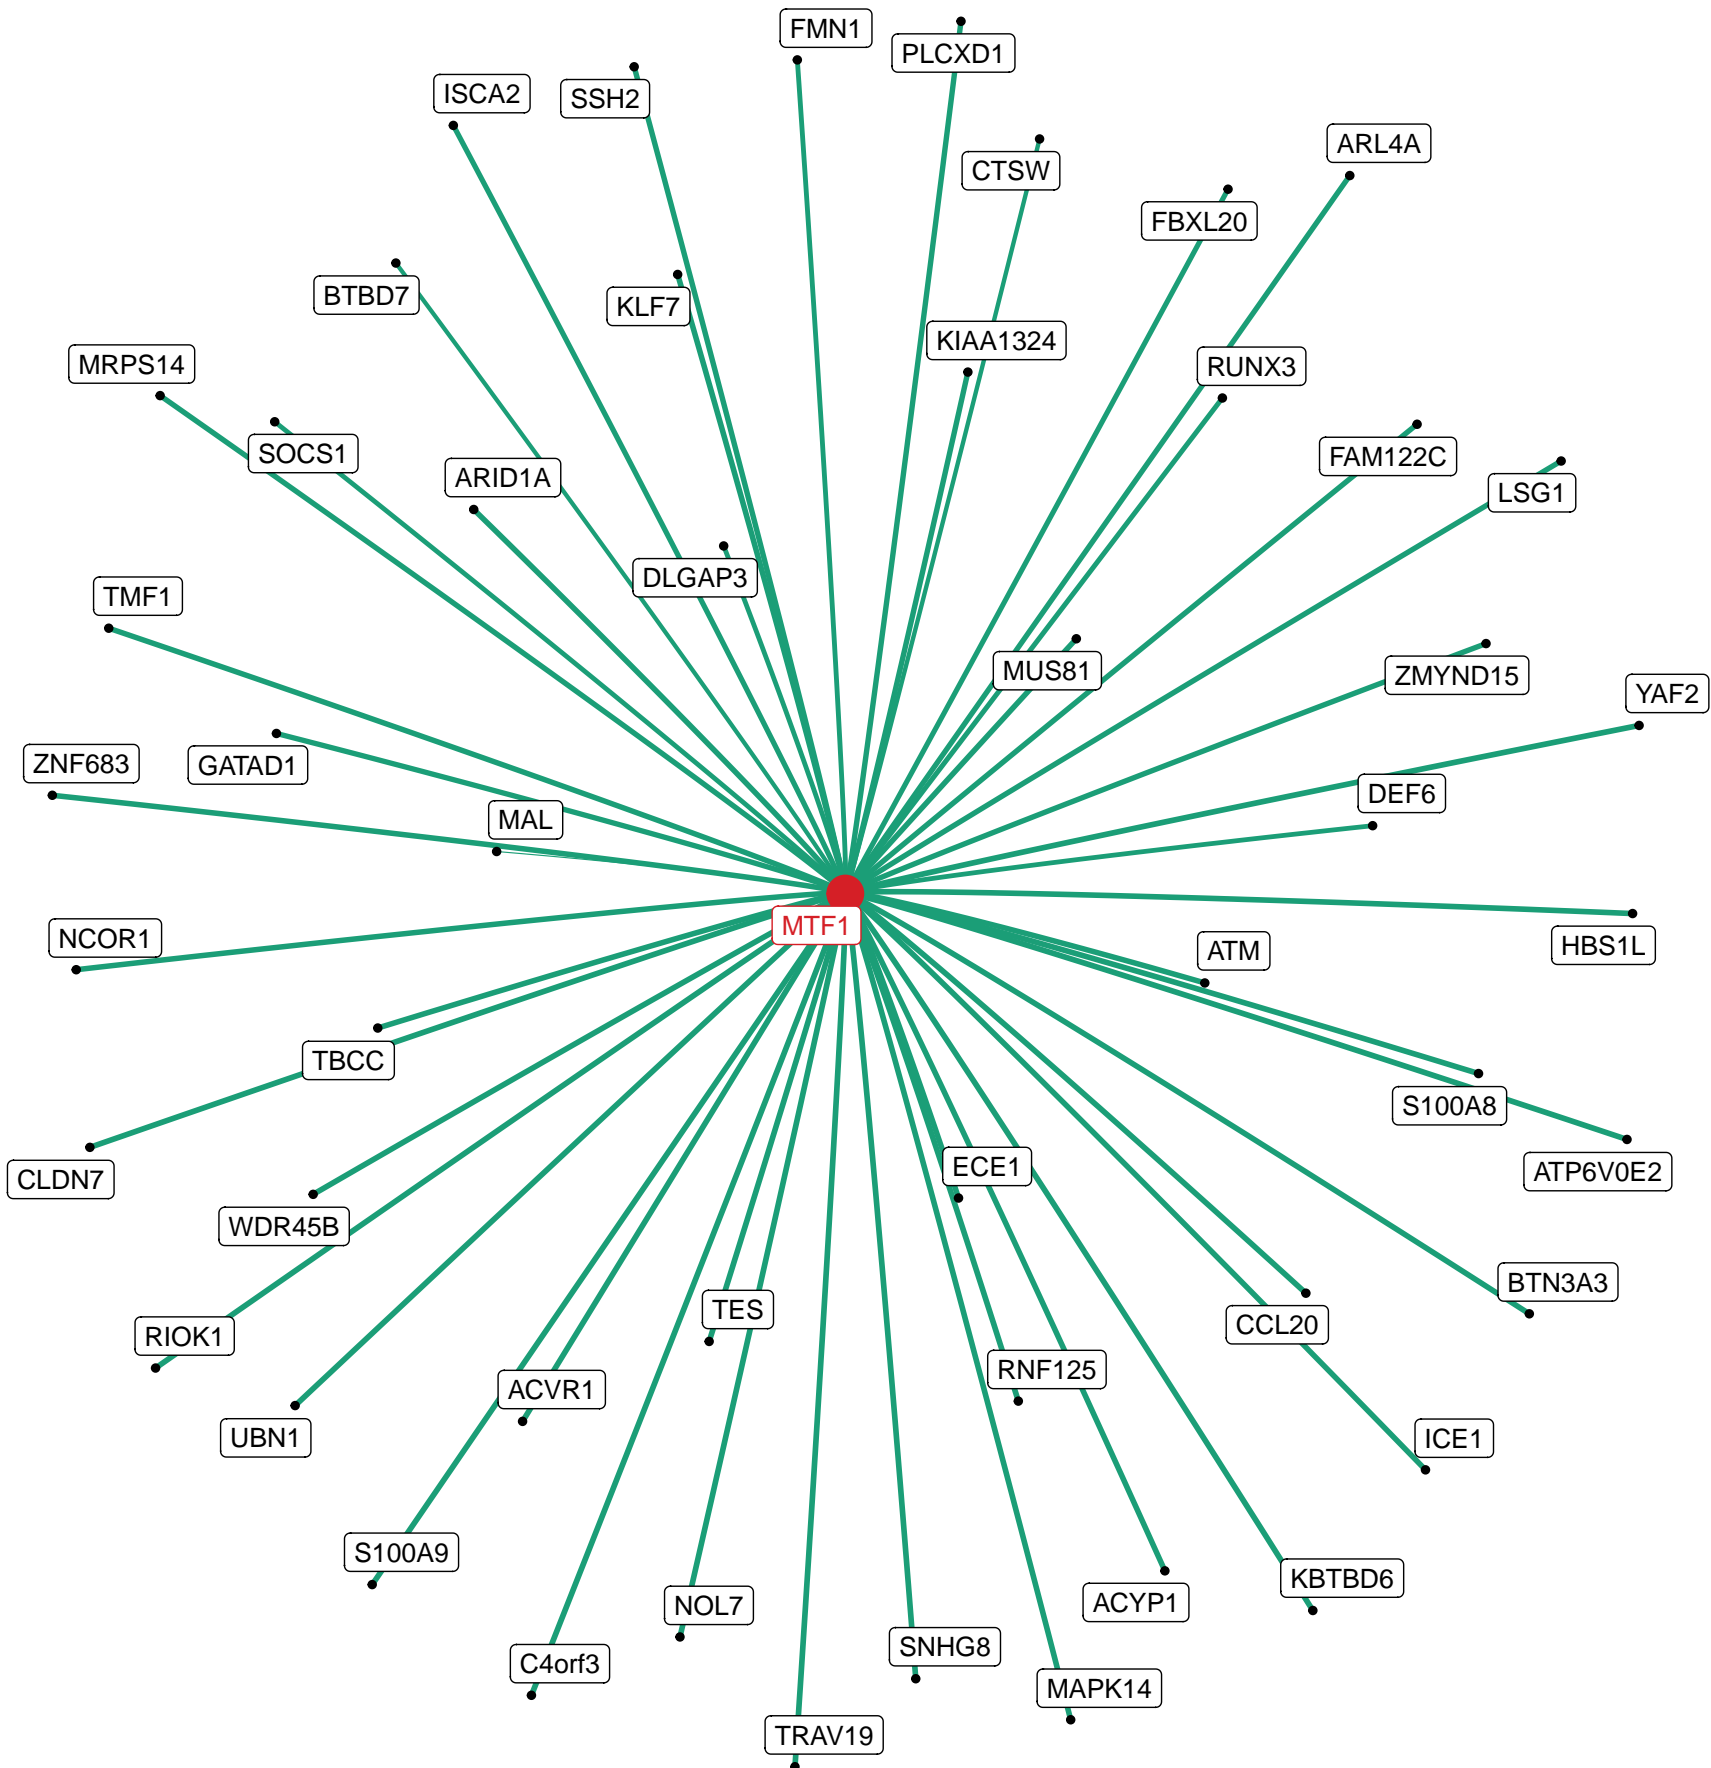 FMN1
PLCXD1
ISCA2
SSH2
ARL4A
CTSW
FBXL20
BTBD7
KLF7
KIAA1324
MRPS14
RUNX3
SOCS1
FAM122C
ARID1A
LSG1
DLGAP3
TMF1
MUS81
ZMYND15
YAF2
ZNF683
GATAD1
DEF6
MAL
MTF1
NCOR1
HBS1L
ATM
TBCC
S100A8
ECE1
ATP6V0E2
CLDN7
WDR45B
BTN3A3
TES
CCL20
RIOK1
RNF125
ACVR1
UBN1
ICE1
S100A9
KBTBD6
ACYP1
NOL7
SNHG8
C4orf3
MAPK14
TRAV19